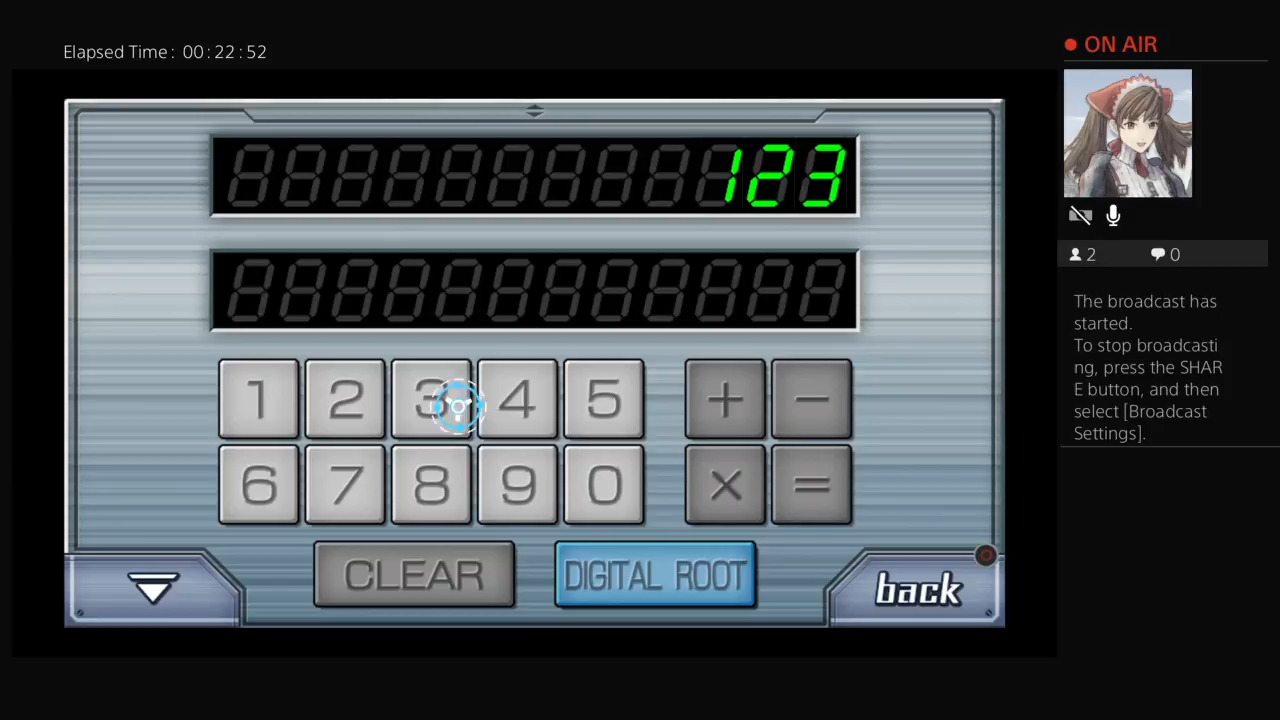 Elapsed Time: 00:22:52
ON AIR
123
2
0
The broadcast has
started.
To stop broadcasti
ng, press the SHAR
E button, and then
select [Broadcast
Settings].
1 2 3 4 5 + −
6 7 8 9 0 × =
CLEAR DIGITAL ROOT
back